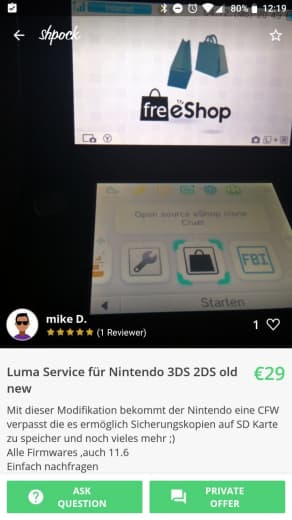 80% 12:19
shpock
freeShop
Open source eShop clone
FBI
Starten
mike D.
(1 Reviewer)
1
Luma Service für Nintendo 3DS 2DS old new
€29
Mit dieser Modifikation bekommt der Nintendo eine CFW
verpasst die es ermöglich Sicherungskopien auf SD Karte
zu speicher und noch vieles mehr ;)
Alle Firmwares ,auch 11.6
Einfach nachfragen
ASK
QUESTION
PRIVATE
OFFER